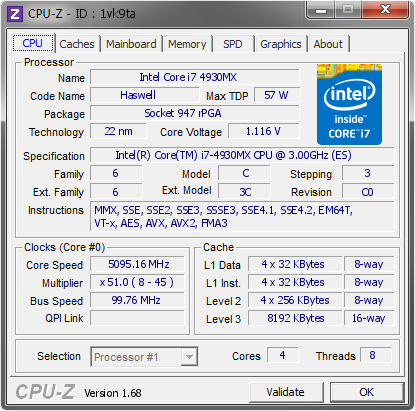 CPU-Z - ID : 1vk9ta
CPU Caches Mainboard Memory SPD Graphics About
Processor
Name Intel Core i7 4930MX
Code Name Haswell Max TDP 57 W
Package Socket 947 rPGA
Technology 22 nm Core Voltage 1.116 V
intel inside CORE i7
Specification Intel(R) Core(TM) i7-4930MX CPU @ 3.00GHz (ES)
Family 6 Model C Stepping 3
Ext. Family 6 Ext. Model 3C Revision C0
Instructions MMX, SSE, SSE2, SSE3, SSSE3, SSE4.1, SSE4.2, EM64T,
VT-x, AES, AVX, AVX2, FMA3
Clocks (Core #0)
Core Speed 5095.16 MHz
Multiplier x 51.0 ( 8 - 45 )
Bus Speed 99.76 MHz
QPI Link
Cache
L1 Data 4 x 32 KBytes 8-way
L1 Inst. 4 x 32 KBytes 8-way
Level 2 4 x 256 KBytes 8-way
Level 3 8192 KBytes 16-way
Selection Processor #1 Cores 4 Threads 8
CPU-Z Version 1.68 Validate OK